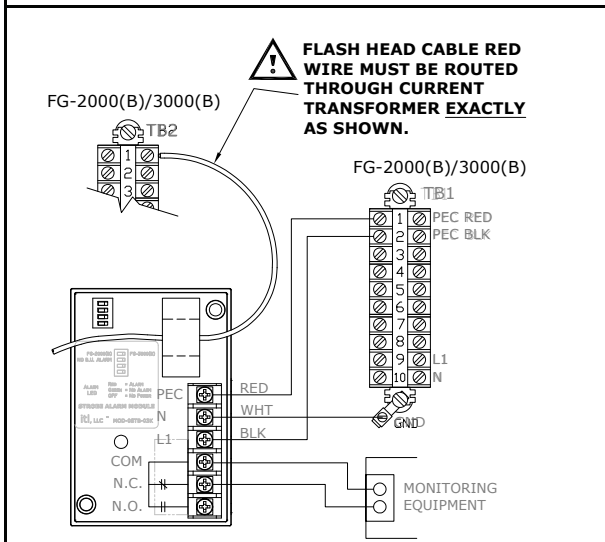 FLASH HEAD CABLE RED
WIRE MUST BE ROUTED
THROUGH CURRENT
TRANSFORMER EXACTLY
AS SHOWN.
FG-2000(B)/3000(B)
TB2
1
2
3
FG-2000(B)/3000(B)
TB1
1 PEC RED
2 PEC BLK
3
4
5
6
7
8
9 L1
10 N
GND
ALARM
LED
STROBE ALARM MODULE
PEC RED
N WHT
L1 BLK
COM
N.C.
N.O.
MONITORING
EQUIPMENT